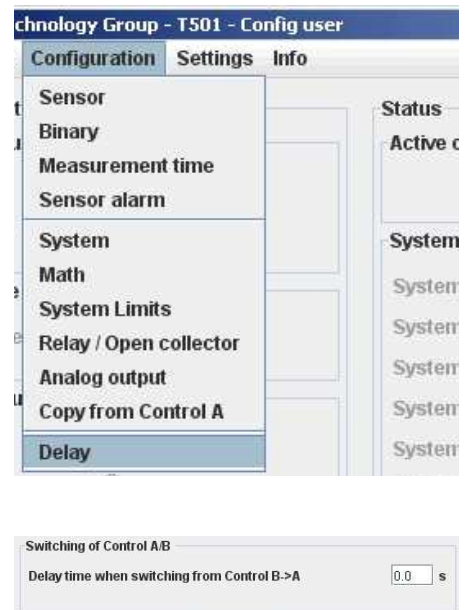 chnology Group - T501 - Config user
Configuration Settings Info
Sensor
Binary
Measurement time
Sensor alarm
System
Math
System Limits
Relay / Open collector
Analog output
Copy from Control A
Delay
Status
Active
System
System
System
System
System
System
Switching of Control A/B
Delay time when switching from Control B->A 0.0 s